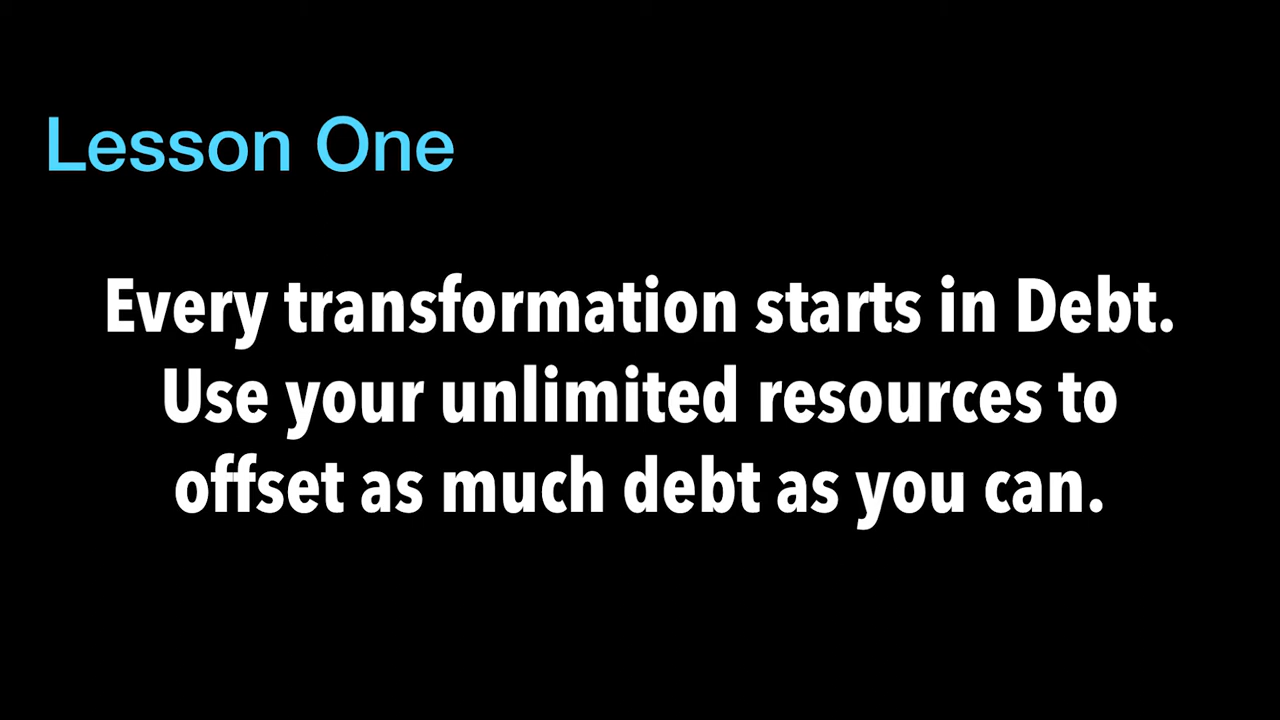 Lesson One
Every transformation starts in Debt.
Use your unlimited resources to
offset as much debt as you can.